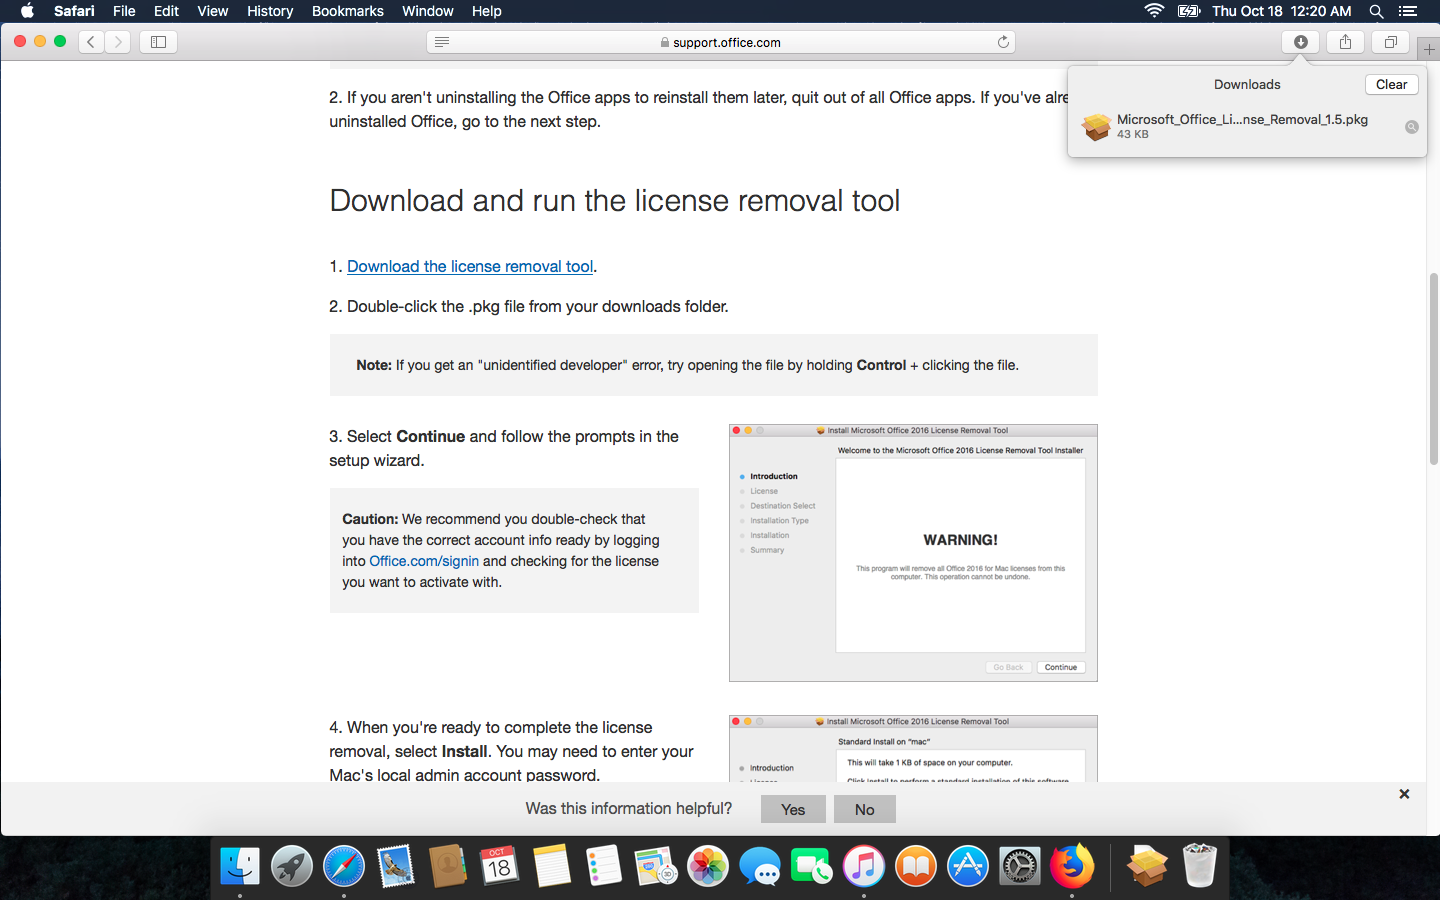 Safari File Edit View History Bookmarks Window Help
Thu Oct 18 12:20 AM
support.office.com
Downloads
Clear
Microsoft_Office_Li...nse_Removal_1.5.pkg
43 KB
2. If you aren't uninstalling the Office apps to reinstall them later, quit out of all Office apps. If you've
uninstalled Office, go to the next step.
Download and run the license removal tool
1. Download the license removal tool.
2. Double-click the .pkg file from your downloads folder.
Note: If you get an "unidentified developer" error, try opening the file by holding Control + clicking the file.
3. Select Continue and follow the prompts in the
setup wizard.
Caution: We recommend you double-check that
you have the correct account info ready by logging
into Office.com/signin and checking for the license
you want to activate with.
Install Microsoft Office 2016 License Removal Tool
Welcome to the Microsoft Office 2016 License Removal Tool Installer
Introduction
License
Destination Select
Installation Type
Installation
Summary
WARNING!
This program will remove all Office 2016 for Mac licenses from this
computer. This operation cannot be undone.
Go Back
Continue
4. When you're ready to complete the license
removal, select Install. You may need to enter your
Mac's local admin account password.
Install Microsoft Office 2016 License Removal Tool
Standard Install on "mac"
Introduction
This will take 1 KB of space on your computer.
Click Install to perform a standard installation of this software
Was this information helpful?
Yes
No
OCT
18